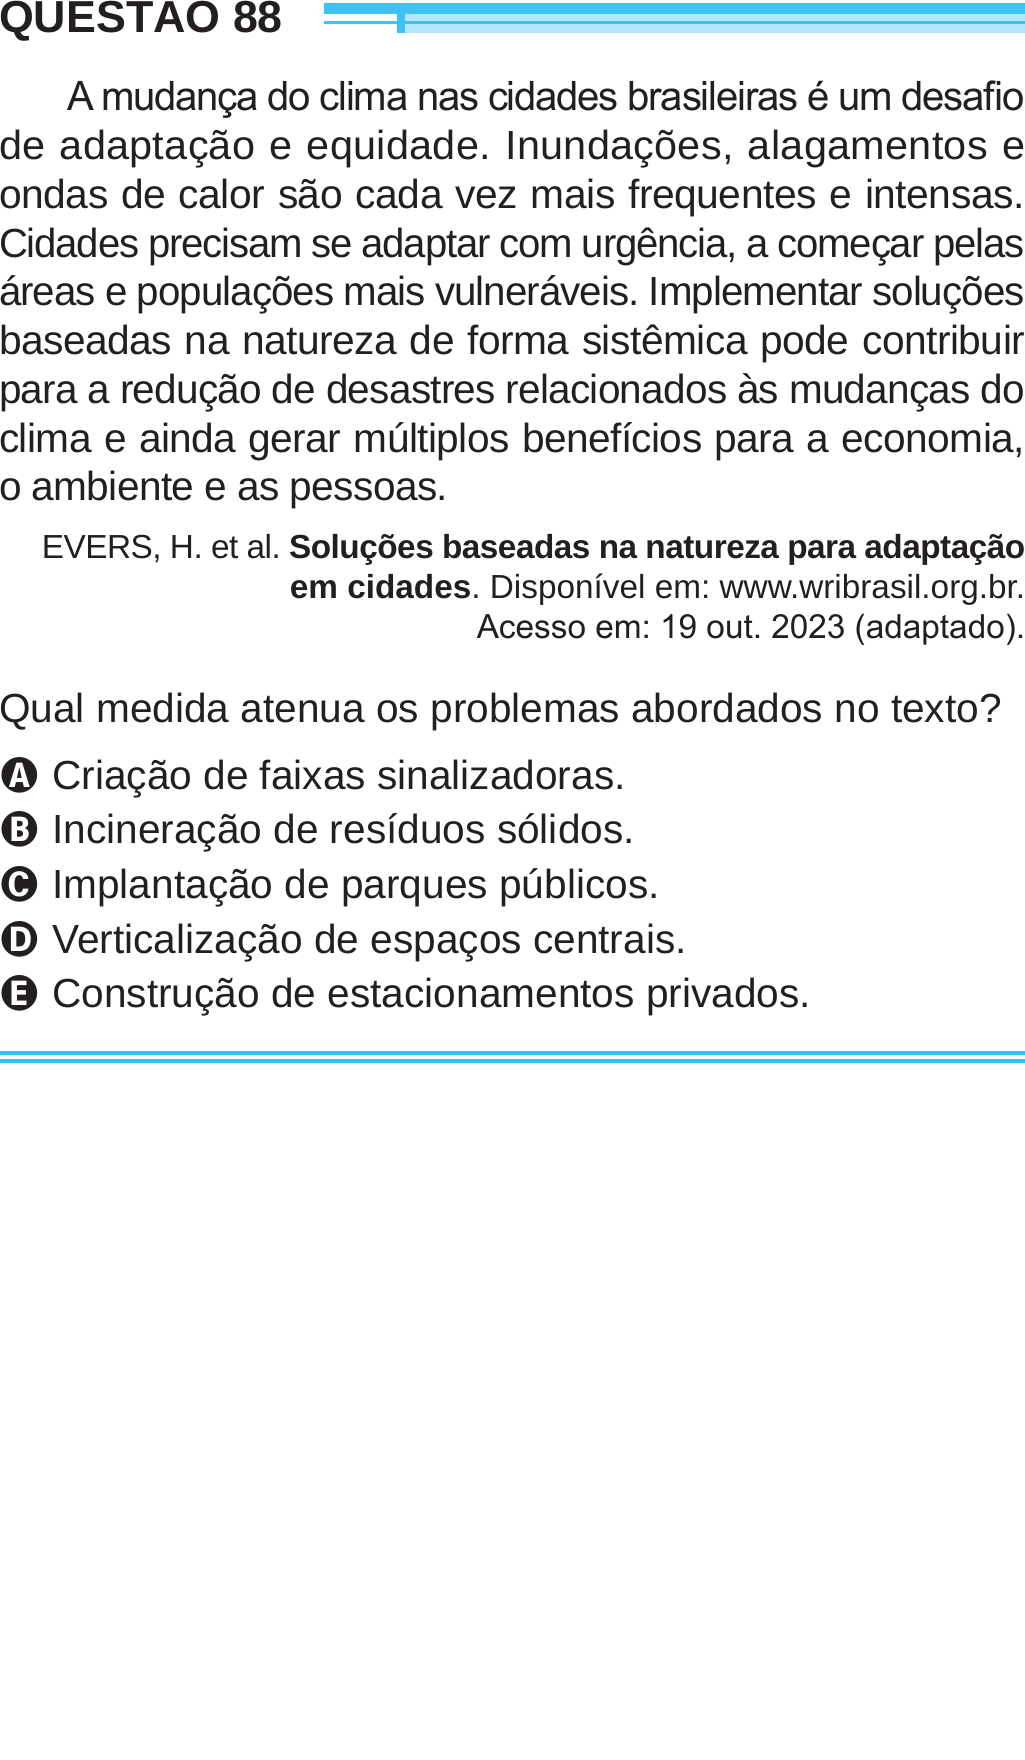 QUESTÃO 88
A mudança do clima nas cidades brasileiras é um desafio
de adaptação e equidade. Inundações, alagamentos e
ondas de calor são cada vez mais frequentes e intensas.
Cidades precisam se adaptar com urgência, a começar pelas
áreas e populações mais vulneráveis. Implementar soluções
baseadas na natureza de forma sistêmica pode contribuir
para a redução de desastres relacionados às mudanças do
clima e ainda gerar múltiplos benefícios para a economia,
o ambiente e as pessoas.
EVERS, H. et al. Soluções baseadas na natureza para adaptação
em cidades. Disponível em: www.wribrasil.org.br.
Acesso em: 19 out. 2023 (adaptado).
Qual medida atenua os problemas abordados no texto?
A Criação de faixas sinalizadoras.
B Incineração de resíduos sólidos.
C Implantação de parques públicos.
D Verticalização de espaços centrais.
E Construção de estacionamentos privados.